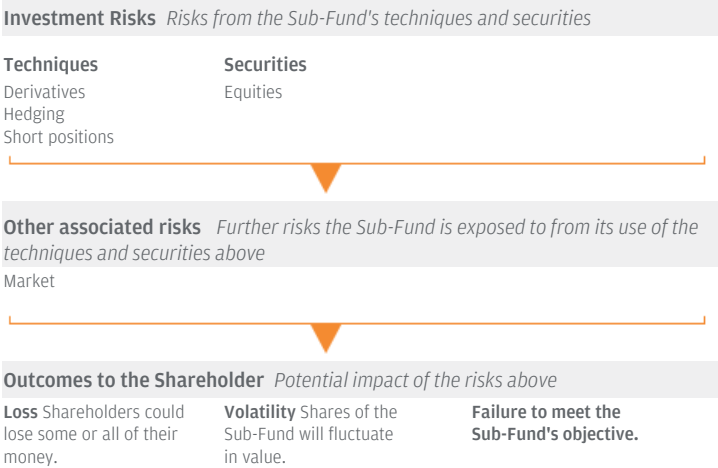 Investment Risks Risks from the Sub-Fund's techniques and securities
Techniques
Derivatives
Hedging
Short positions
Securities
Equities
Other associated risks Further risks the Sub-Fund is exposed to from its use of the
techniques and securities above
Market
Outcomes to the Shareholder Potential impact of the risks above
Loss Shareholders could
lose some or all of their
money.
Volatility Shares of the
Sub-Fund will fluctuate
in value.
Failure to meet the
Sub-Fund's objective.